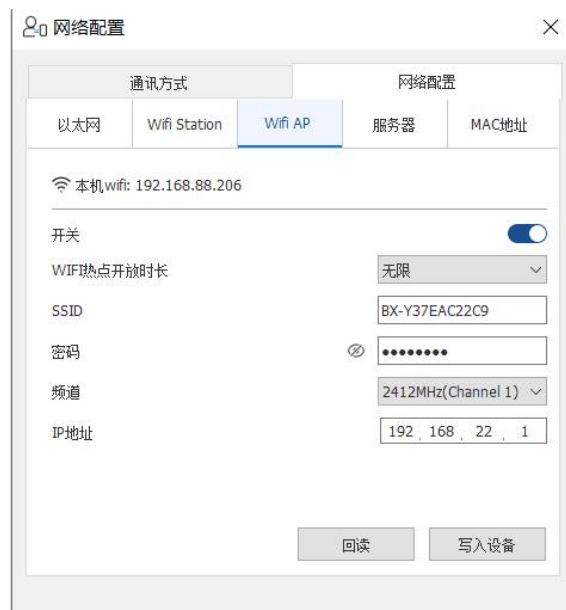 网络配置
通讯方式 网络配置
以太网 Wifi Station Wifi AP 服务器 MAC地址
本机wifi: 192.168.88.206
开关
WIFI热点开放时长 无限
SSID BX-Y37EAC22C9
密码 ●●●●●●●●
频道 2412MHz(Channel 1)
IP地址 192 . 168 . 22 . 1
回读 写入设备